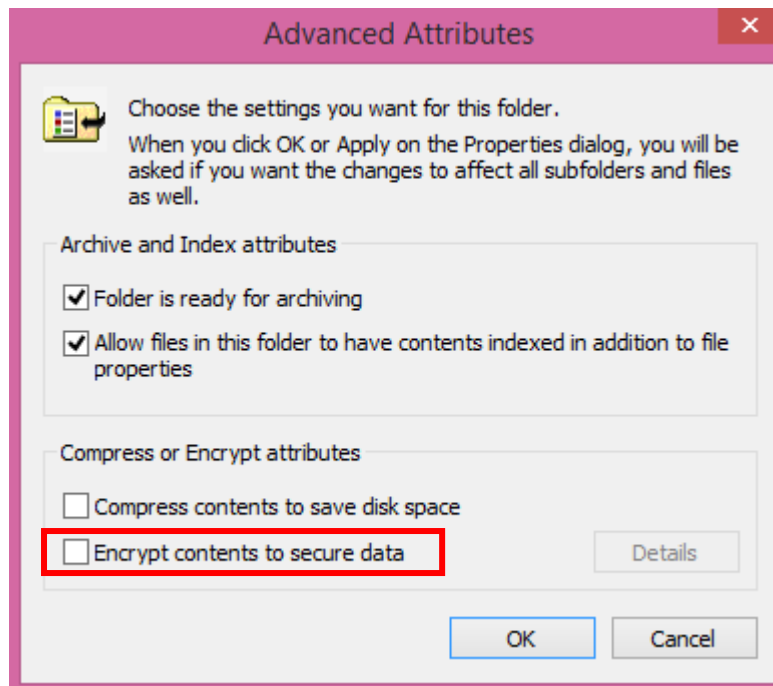 Advanced Attributes
Choose the settings you want for this folder.
When you click OK or Apply on the Properties dialog, you will be
asked if you want the changes to affect all subfolders and files
as well.
Archive and Index attributes
Folder is ready for archiving
Allow files in this folder to have contents indexed in addition to file
properties
Compress or Encrypt attributes
Compress contents to save disk space
Encrypt contents to secure data
Details
OK
Cancel